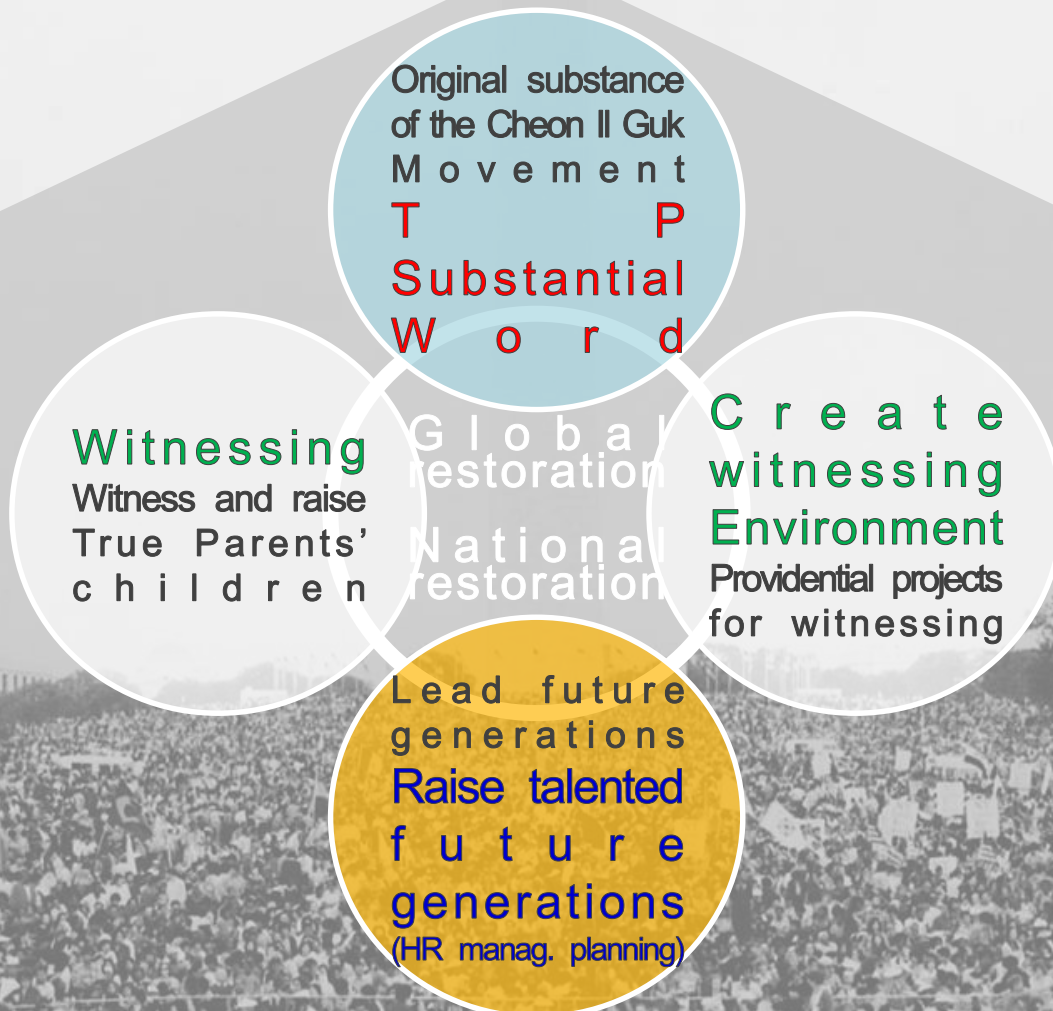 Original substance
of the Cheon Il Guk
Movement
T P
Substantial
Word
Witnessing
Witness and raise
True Parents’
children
Global
restoration
National
restoration
Create
witnessing
Environment
Providential projects
for witnessing
Lead future
generations
Raise talented
future
generations
(HR manag. planning)